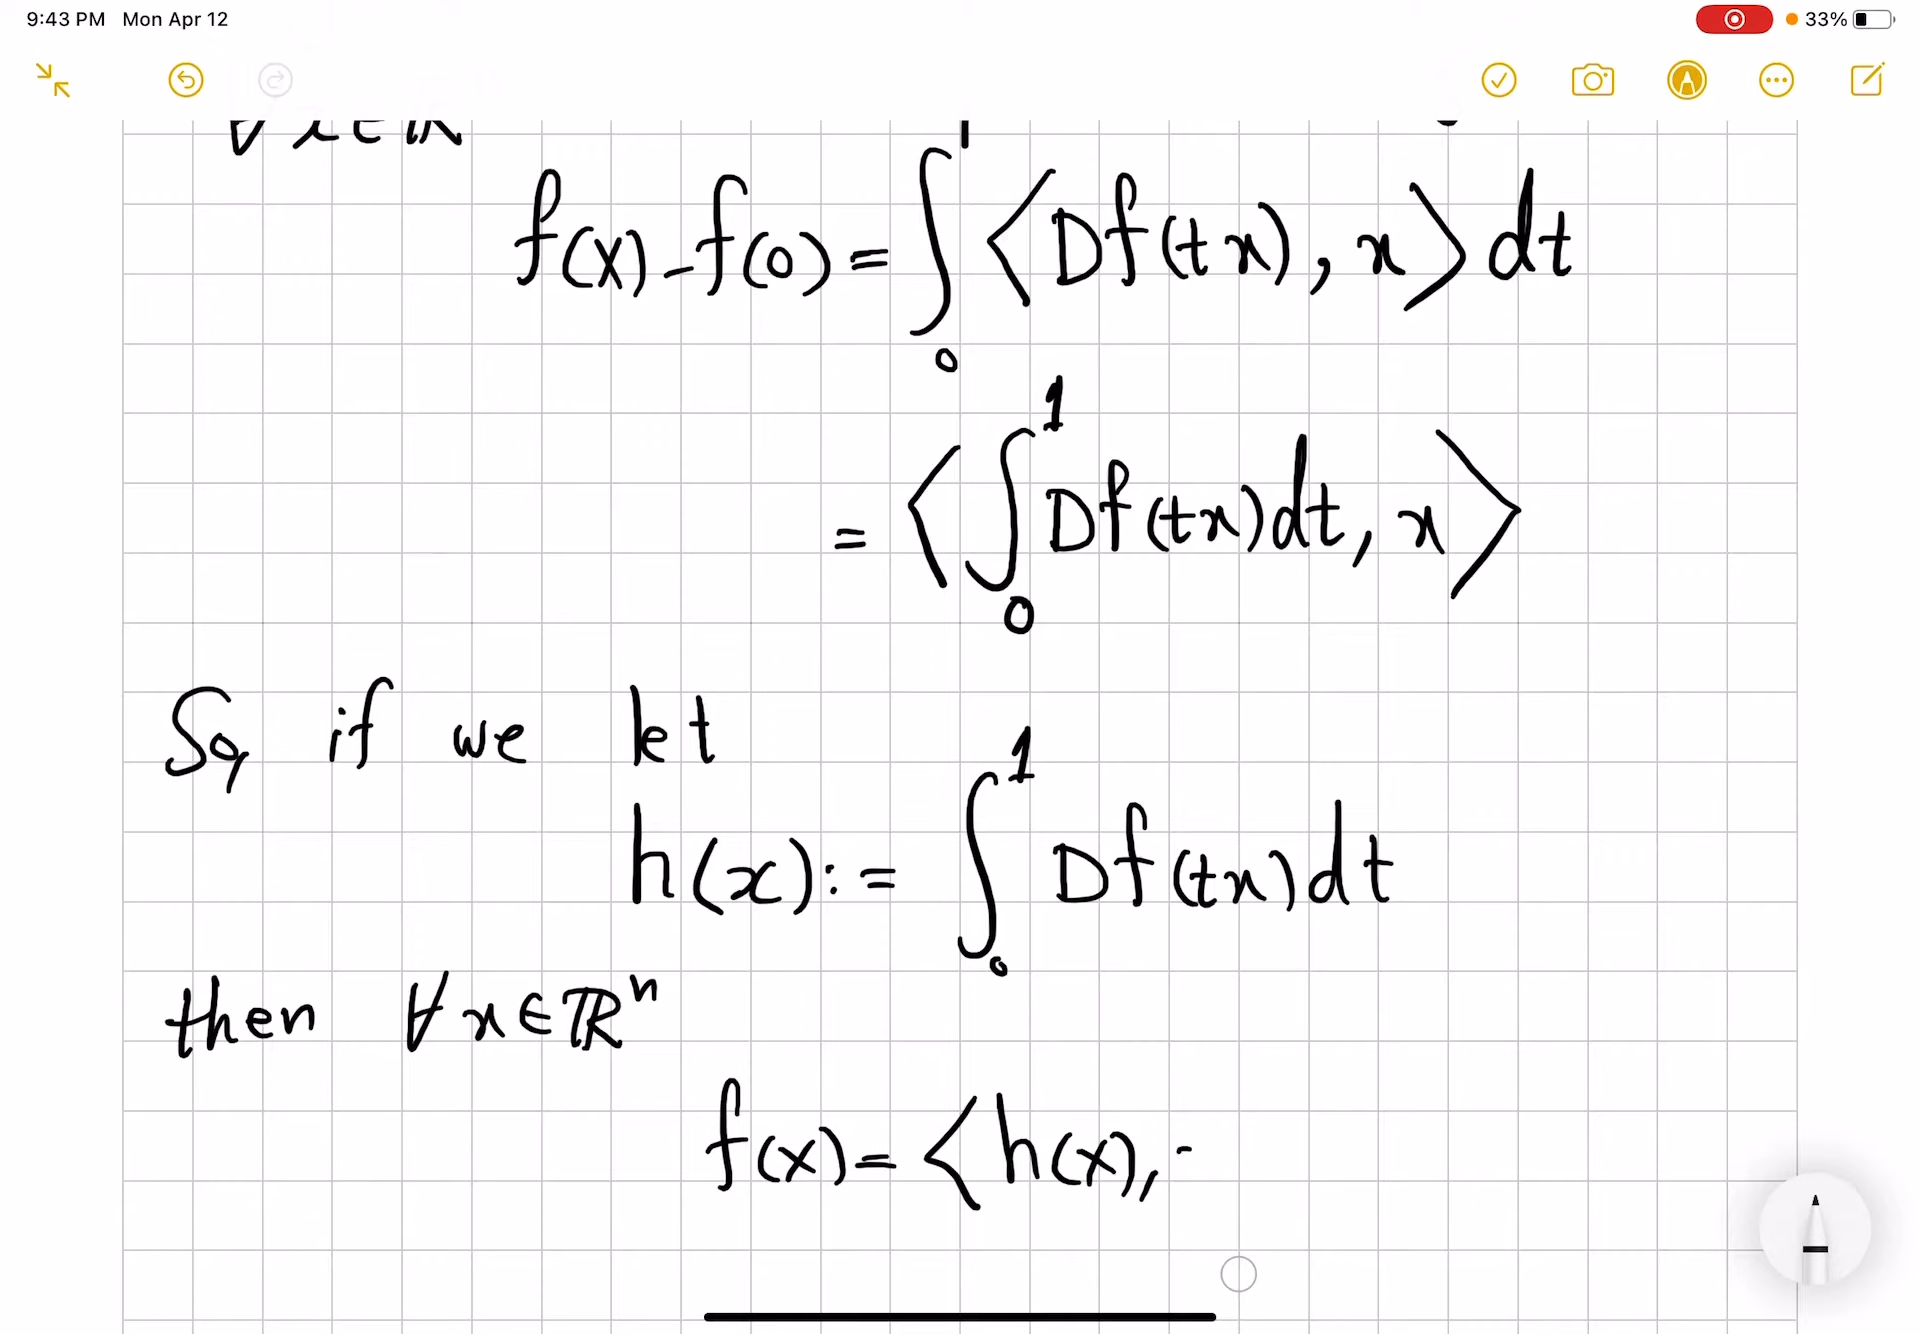 9:43 PM Mon Apr 12 33%
f(x) - f(0) = ∫₀¹ ⟨Df(tx), x⟩ dt
= ⟨∫₀¹ Df(tx)dt, x⟩
So, if we let
h(x) := ∫₀¹ Df(tx)dt
then ∀ x ∈ ℝⁿ
f(x) = ⟨h(x),